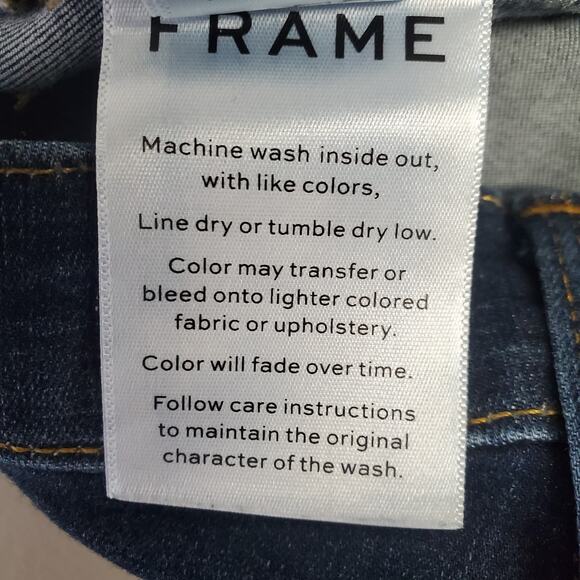 FRAME
Machine wash inside out,
with like colors,
Line dry or tumble dry low.
Color may transfer or
bleed onto lighter colored
fabric or upholstery.
Color will fade over time.
Follow care instructions
to maintain the original
character of the wash.